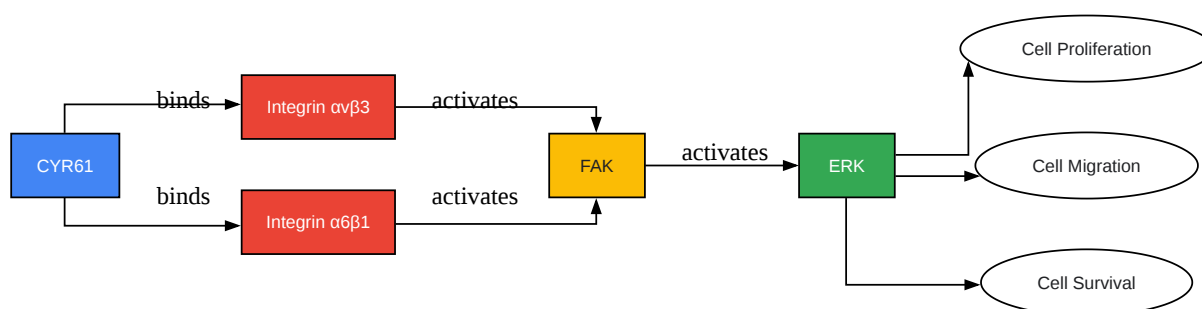 Cell Proliferation
binds
Integrin αvβ3
activates
CYR61
FAK
activates
ERK
Cell Migration
binds
Integrin α6β1
activates
Cell Survival